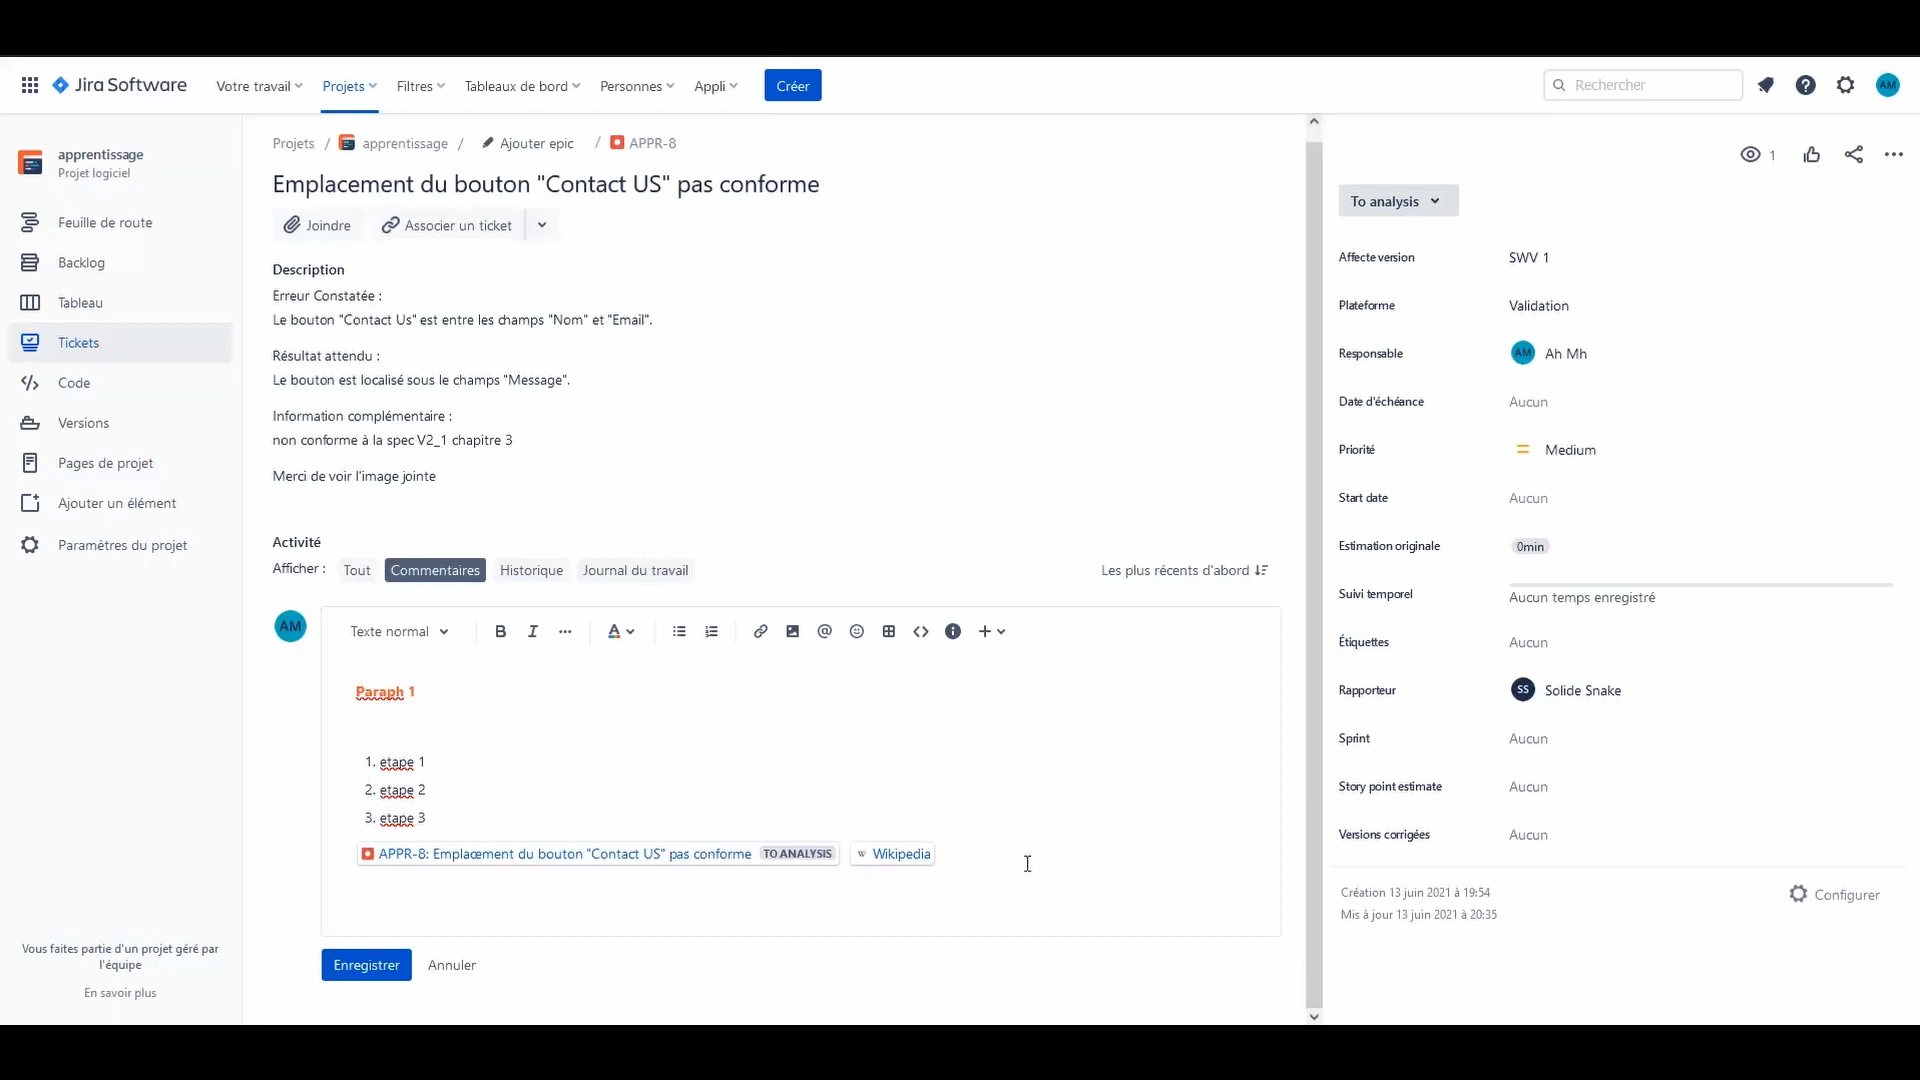 Jira Software
Votre travail
Projets
Filtres
Tableaux de bord
Personnes
Appli
Créer
Rechercher
AM
apprentissage
Projet logiciel
Feuille de route
Backlog
Tableau
Tickets
Code
Versions
Pages de projet
Ajouter un élément
Paramètres du projet
Vous faites partie d'un projet géré par
l'équipe
En savoir plus
Projets / apprentissage / Ajouter epic / APPR-8
Emplacement du bouton "Contact US" pas conforme
Joindre
Associer un ticket
Description
Erreur Constatée :
Le bouton "Contact Us" est entre les champs "Nom" et "Email".
Résultat attendu :
Le bouton est localisé sous le champs "Message".
Information complémentaire :
non conforme à la spec V2_1 chapitre 3
Merci de voir l'image jointe
Activité
Afficher : Tout Commentaires Historique Journal du travail
Les plus récents d'abord
AM
Texte normal
B I ... A
Paraph 1
1. etape 1
2. etape 2
3. etape 3
APPR-8: Emplacement du bouton "Contact US" pas conforme TO ANALYSIS W Wikipedia
Enregistrer
Annuler
1
To analysis
Affecte version SWV 1
Plateforme Validation
Responsable AM Ah Mh
Date d'échéance Aucun
Priorité Medium
Start date Aucun
Estimation originale 0min
Suivi temporel Aucun temps enregistré
Étiquettes Aucun
Rapporteur SS Solide Snake
Sprint Aucun
Story point estimate Aucun
Versions corrigées Aucun
Création 13 juin 2021 à 19:54
Mis à jour 13 juin 2021 à 20:35
Configurer